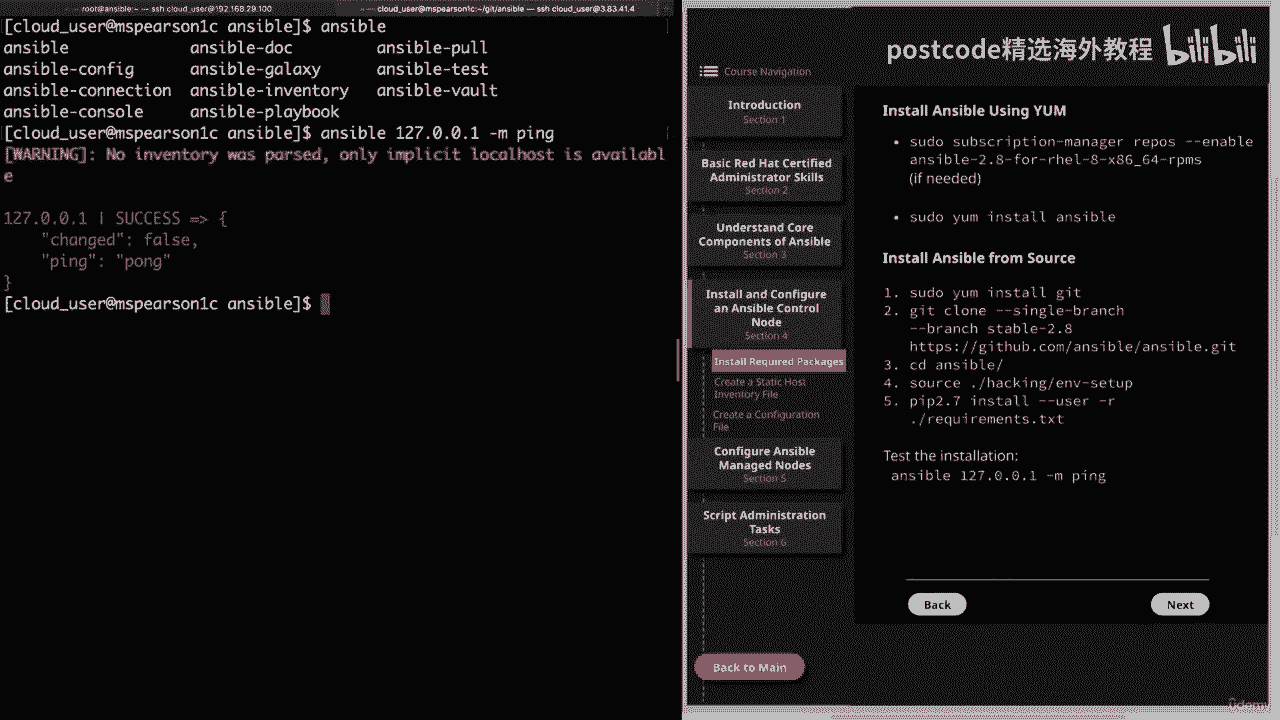 root@ansible:~ — ssh cloud_user@192.168.29.100
~ — cloud_user@mspearson1c:~/git/ansible — ssh cloud_user@3.83.41.4
[cloud_user@mspearson1c ansible]$ ansible
ansible ansible-doc ansible-pull
ansible-config ansible-galaxy ansible-test
ansible-connection ansible-inventory ansible-vault
ansible-console ansible-playbook
[cloud_user@mspearson1c ansible]$ ansible 127.0.0.1 -m ping
[WARNING]: No inventory was parsed, only implicit localhost is availabl
e
127.0.0.1 | SUCCESS => {
"changed": false,
"ping": "pong"
}
[cloud_user@mspearson1c ansible]$
postcode精选海外教程 bilibili
Course Navigation
Introduction
Section 1
Basic Red Hat Certified
Administrator Skills
Section 2
Understand Core
Components of Ansible
Section 3
Install and Configure
an Ansible Control
Node
Section 4
Install Required Packages
Create a Static Host
Inventory File
Create a Configuration
File
Configure Ansible
Managed Nodes
Section 5
Script Administration
Tasks
Section 6
Back to Main
Install Ansible Using YUM
• sudo subscription-manager repos --enable
ansible-2.8-for-rhel-8-x86_64-rpms
(if needed)
• sudo yum install ansible
Install Ansible from Source
1. sudo yum install git
2. git clone --single-branch
--branch stable-2.8
https://github.com/ansible/ansible.git
3. cd ansible/
4. source ./hacking/env-setup
5. pip2.7 install --user -r
./requirements.txt
Test the installation:
ansible 127.0.0.1 -m ping
Back
Next
ûdemy